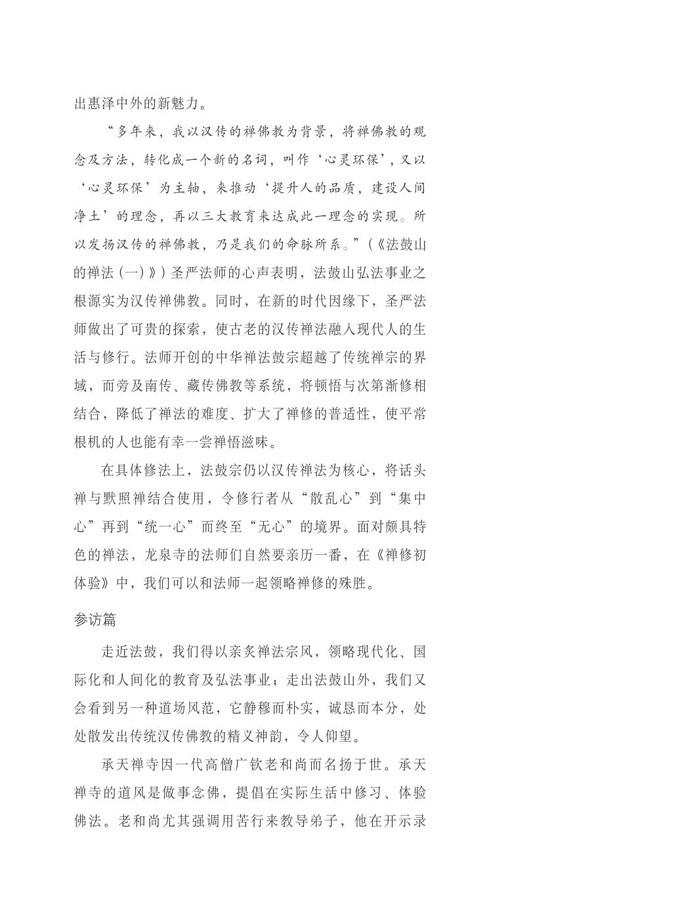 出惠泽中外的新魅力。
“多年来，我以汉传的禅佛教为背景，将禅佛教的观
念及方法，转化成一个新的名词，叫作‘心灵环保’，又以
‘心灵环保’为主轴，来推动‘提升人的品质，建设人间
净土’的理念，再以三大教育来达成此一理念的实现。所
以发扬汉传的禅佛教，乃是我们的命脉所系。”(《法鼓山
的禅法(一)》)圣严法师的心声表明，法鼓山弘法事业之
根源实为汉传禅佛教。同时，在新的时代因缘下，圣严法
师做出了可贵的探索，使古老的汉传禅法融入现代人的生
活与修行。法师开创的中华禅法鼓宗超越了传统禅宗的界
域，而旁及南传、藏传佛教等系统，将顿悟与次第渐修相
结合，降低了禅法的难度、扩大了禅修的普适性，使平常
根机的人也能有幸一尝禅悟滋味。
在具体修法上，法鼓宗仍以汉传禅法为核心，将话头
禅与默照禅结合使用，令修行者从“散乱心”到“集中
心”再到“统一心”而终至“无心”的境界。面对颇具特
色的禅法，龙泉寺的法师们自然要亲历一番，在《禅修初
体验》中，我们可以和法师一起领略禅修的殊胜。
参访篇
走近法鼓，我们得以亲炙禅法宗风，领略现代化、国
际化和人间化的教育及弘法事业；走出法鼓山外，我们又
会看到另一种道场风范，它静穆而朴实，诚恳而本分，处
处散发出传统汉传佛教的精义神韵，令人仰望。
承天禅寺因一代高僧广钦老和尚而名扬于世。承天
禅寺的道风是做事念佛，提倡在实际生活中修习、体验
佛法。老和尚尤其强调用苦行来教导弟子，他在开示录